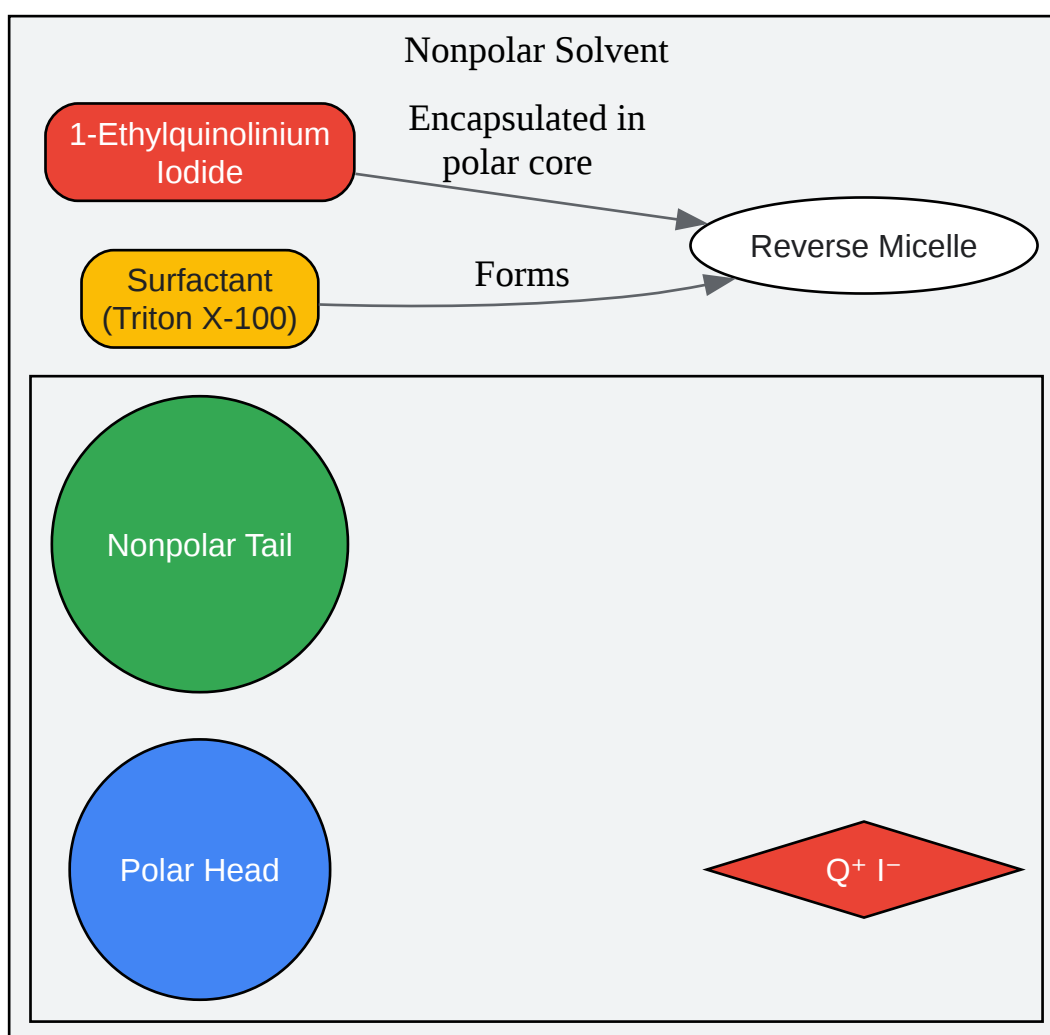 Nonpolar Solvent
1-Ethylquinolinium
Iodide
Encapsulated in
polar core
Reverse Micelle
Surfactant
(Triton X-100)
Forms
Nonpolar Tail
Polar Head
Q⁺ I⁻